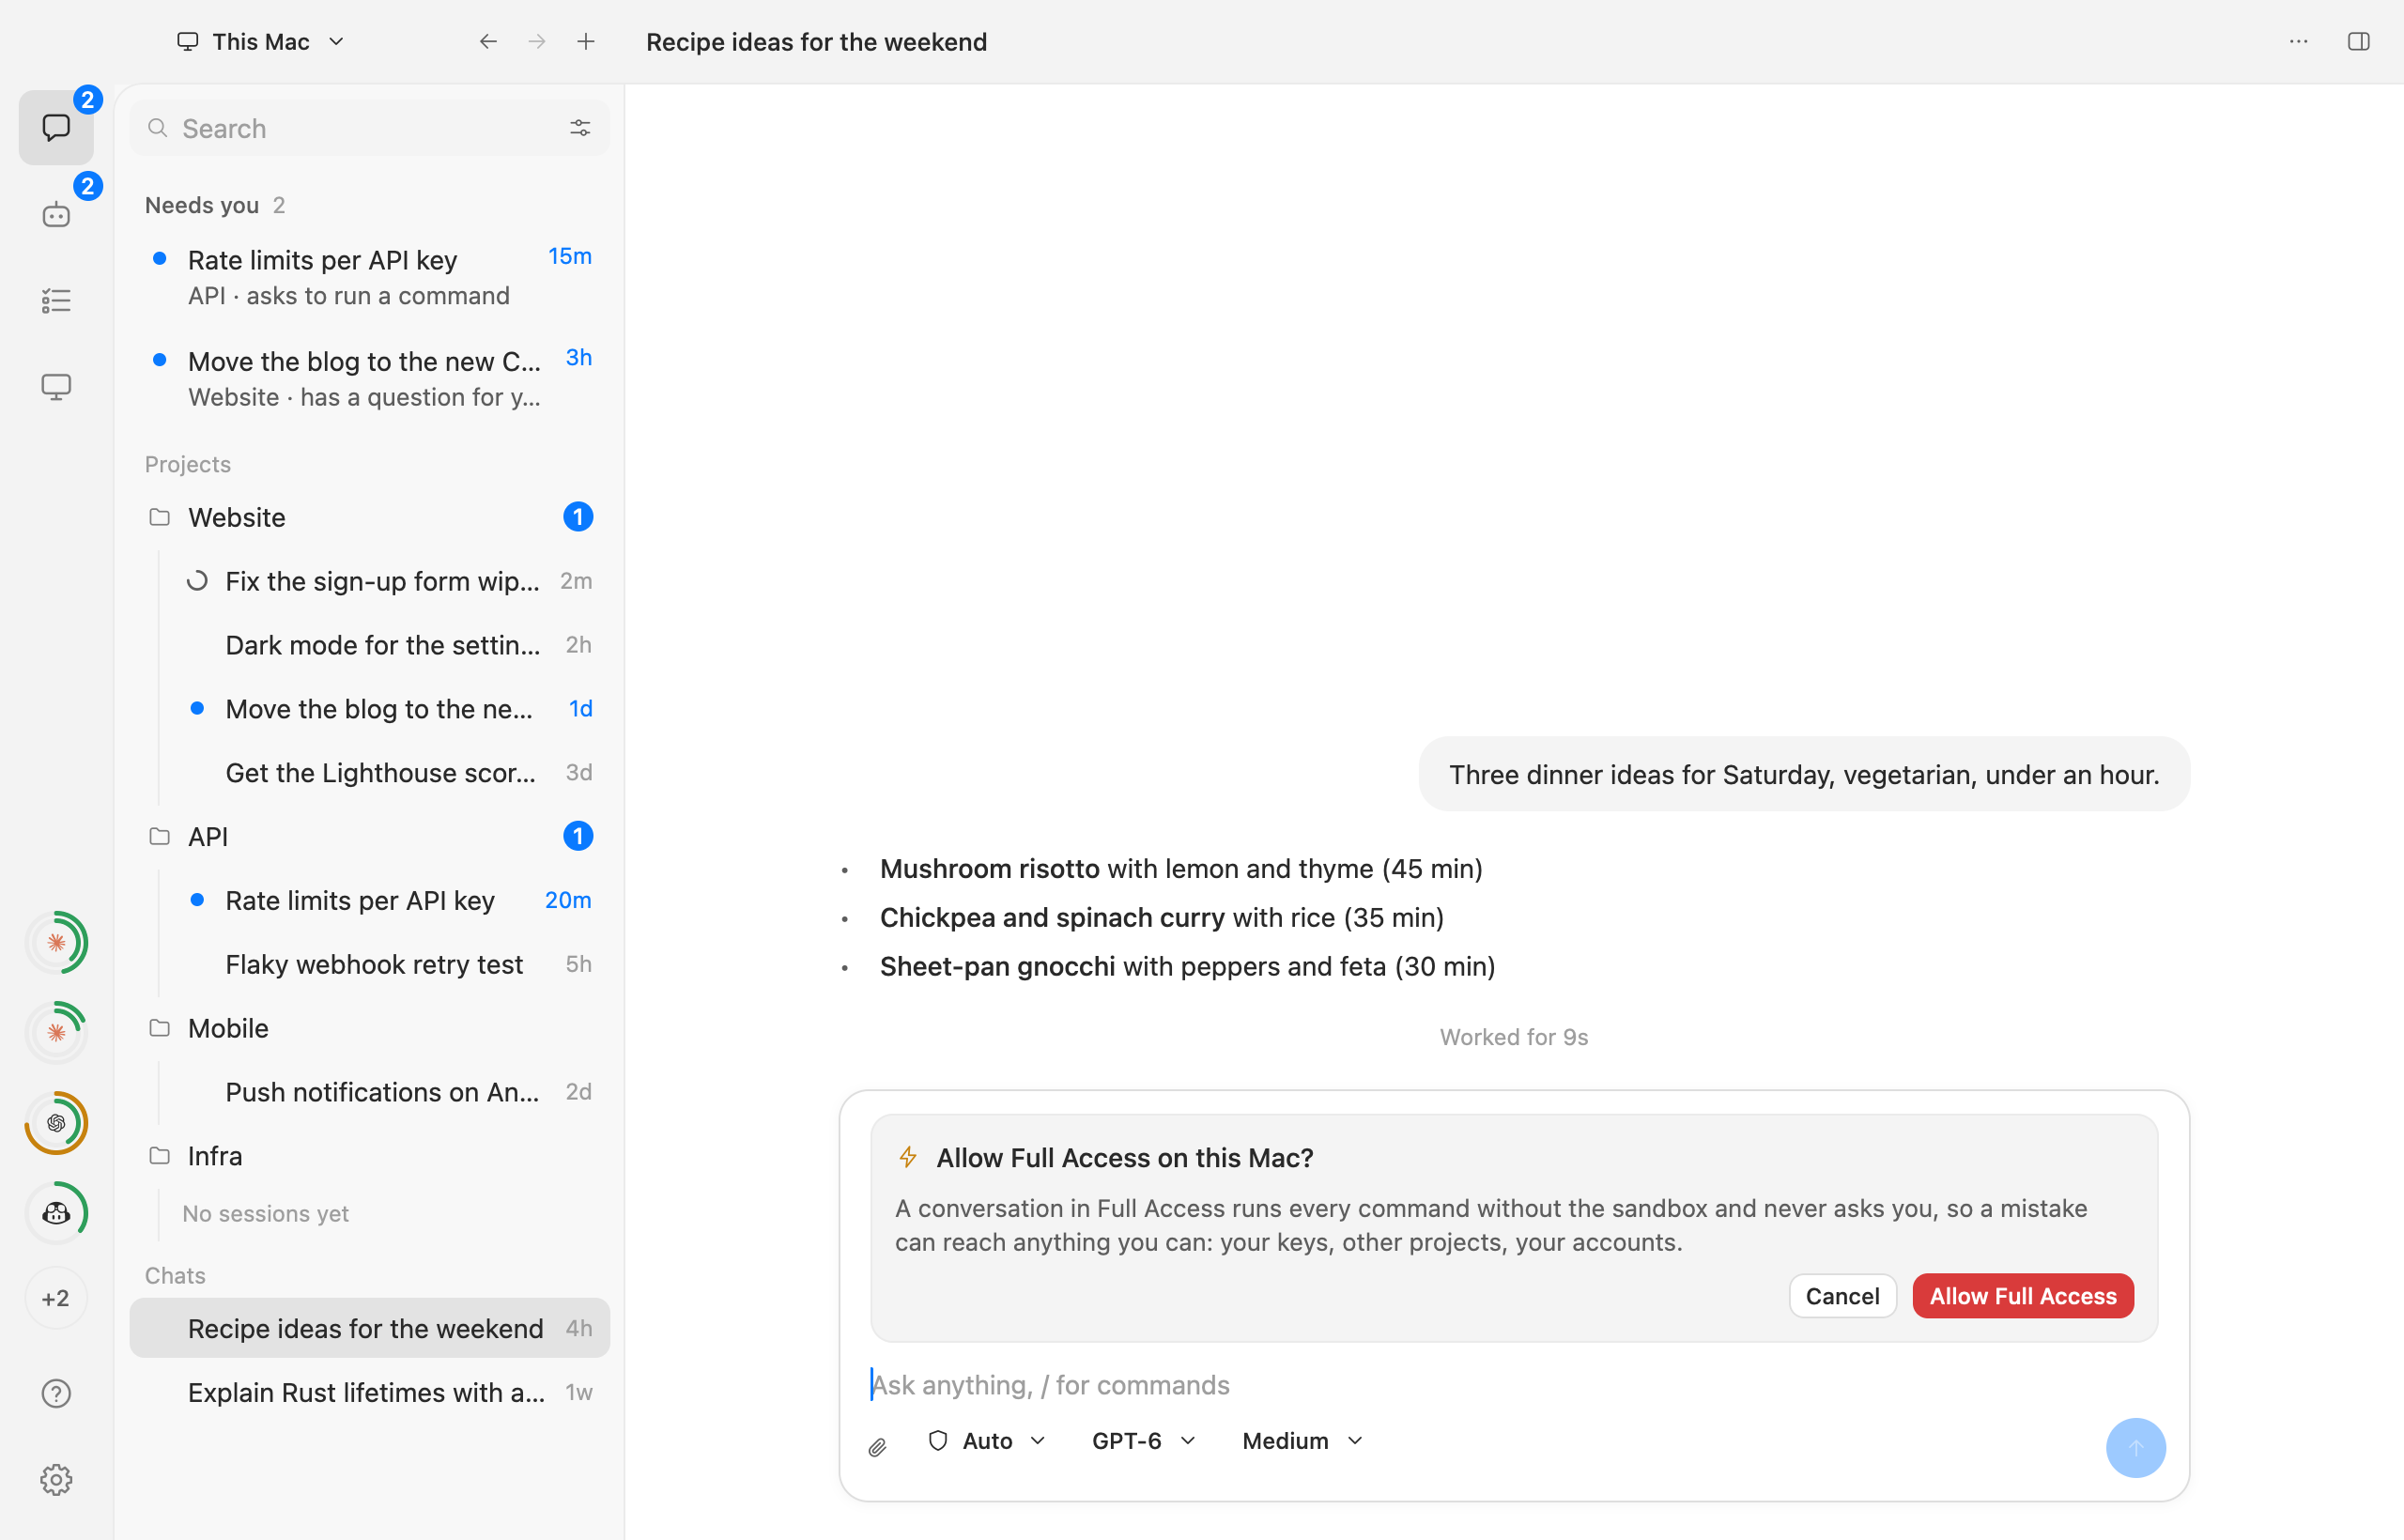 This Mac
Recipe ideas for the weekend
2
2
Search
Needs you 2
Rate limits per API key 15m
API · asks to run a command
Move the blog to the new C... 3h
Website · has a question for y...
Projects
Website 1
Fix the sign-up form wip... 2m
Dark mode for the settin... 2h
Move the blog to the ne... 1d
Get the Lighthouse scor... 3d
API 1
Rate limits per API key 20m
Flaky webhook retry test 5h
Mobile
Push notifications on An... 2d
Infra
No sessions yet
Chats
Recipe ideas for the weekend 4h
Explain Rust lifetimes with a... 1w
+2
Three dinner ideas for Saturday, vegetarian, under an hour.
• Mushroom risotto with lemon and thyme (45 min)
• Chickpea and spinach curry with rice (35 min)
• Sheet-pan gnocchi with peppers and feta (30 min)
Worked for 9s
Allow Full Access on this Mac?
A conversation in Full Access runs every command without the sandbox and never asks you, so a mistake
can reach anything you can: your keys, other projects, your accounts.
Cancel Allow Full Access
Ask anything, / for commands
Auto GPT-6 Medium